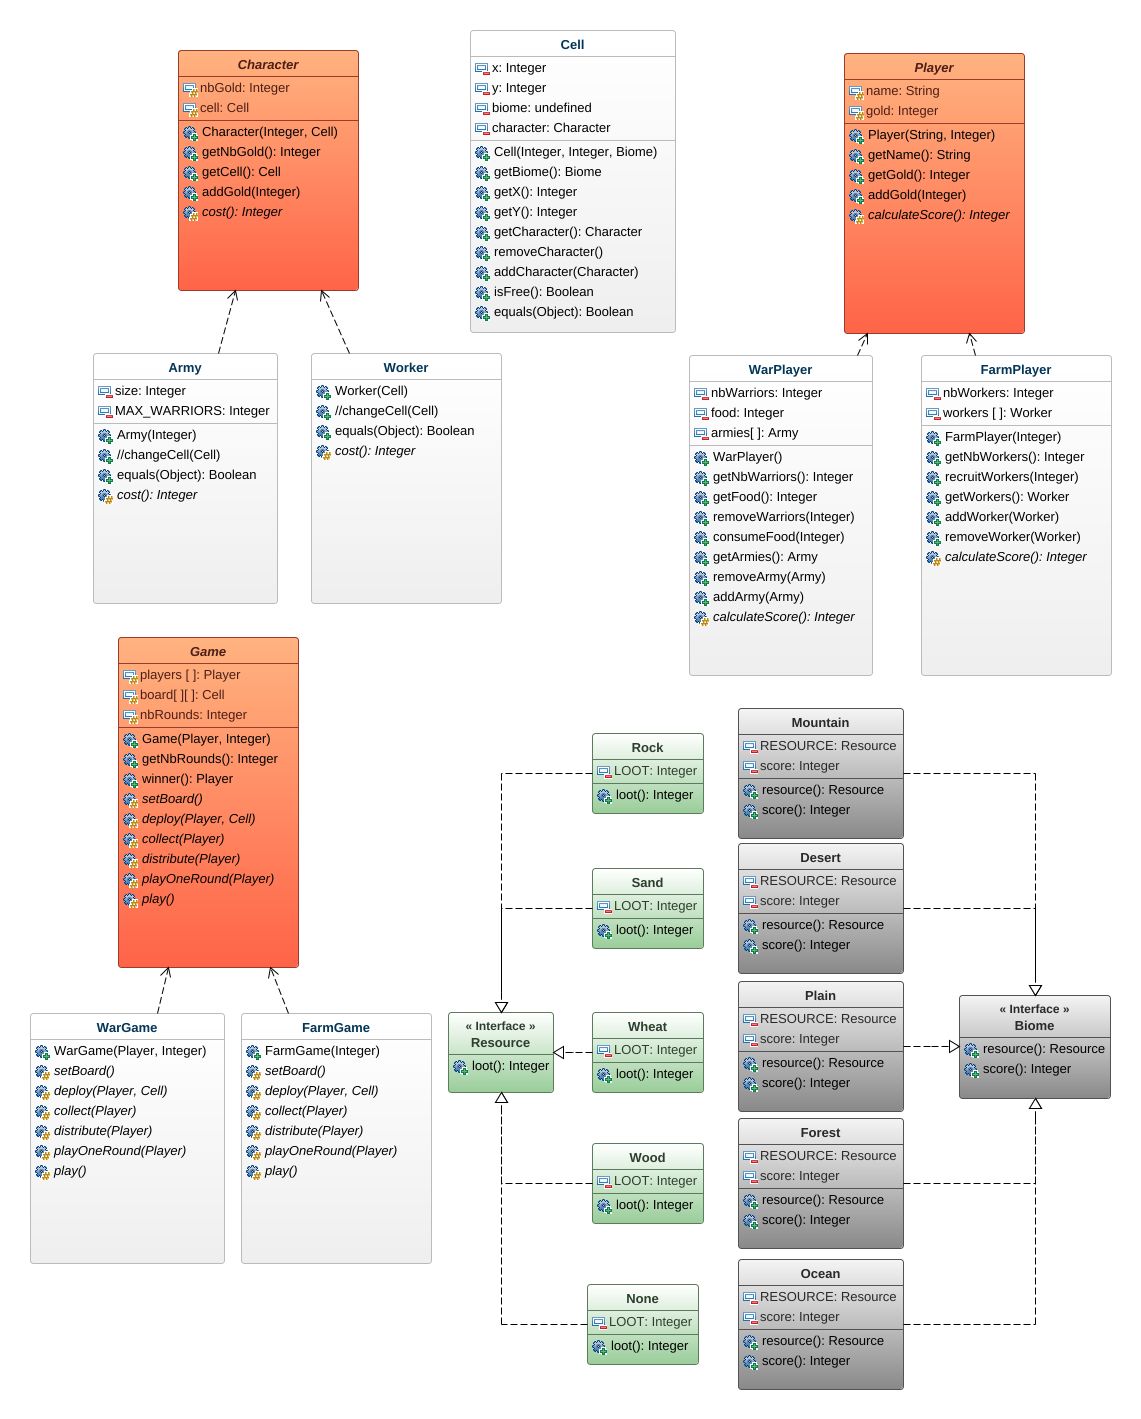 Character
nbGold: Integer
cell: Cell
Character(Integer, Cell)
getNbGold(): Integer
getCell(): Cell
addGold(Integer)
cost(): Integer
Cell
x: Integer
y: Integer
biome: undefined
character: Character
Cell(Integer, Integer, Biome)
getBiome(): Biome
getX(): Integer
getY(): Integer
getCharacter(): Character
removeCharacter()
addCharacter(Character)
isFree(): Boolean
equals(Object): Boolean
Player
name: String
gold: Integer
Player(String, Integer)
getName(): String
getGold(): Integer
addGold(Integer)
calculateScore(): Integer
Army
size: Integer
MAX_WARRIORS: Integer
Army(Integer)
//changeCell(Cell)
equals(Object): Boolean
cost(): Integer
Worker
Worker(Cell)
//changeCell(Cell)
equals(Object): Boolean
cost(): Integer
WarPlayer
nbWarriors: Integer
food: Integer
armies[ ]: Army
WarPlayer()
getNbWarriors(): Integer
getFood(): Integer
removeWarriors(Integer)
consumeFood(Integer)
getArmies(): Army
removeArmy(Army)
addArmy(Army)
calculateScore(): Integer
FarmPlayer
nbWorkers: Integer
workers [ ]: Worker
FarmPlayer(Integer)
getNbWorkers(): Integer
recruitWorkers(Integer)
getWorkers(): Worker
addWorker(Worker)
removeWorker(Worker)
calculateScore(): Integer
Game
players [ ]: Player
board[ ][ ]: Cell
nbRounds: Integer
Game(Player, Integer)
getNbRounds(): Integer
winner(): Player
setBoard()
deploy(Player, Cell)
collect(Player)
distribute(Player)
playOneRound(Player)
play()
WarGame
WarGame(Player, Integer)
setBoard()
deploy(Player, Cell)
collect(Player)
distribute(Player)
playOneRound(Player)
play()
FarmGame
FarmGame(Integer)
setBoard()
deploy(Player, Cell)
collect(Player)
distribute(Player)
playOneRound(Player)
play()
« Interface »
Resource
loot(): Integer
Rock
LOOT: Integer
loot(): Integer
Sand
LOOT: Integer
loot(): Integer
Wheat
LOOT: Integer
loot(): Integer
Wood
LOOT: Integer
loot(): Integer
None
LOOT: Integer
loot(): Integer
Mountain
RESOURCE: Resource
score: Integer
resource(): Resource
score(): Integer
Desert
RESOURCE: Resource
score: Integer
resource(): Resource
score(): Integer
Plain
RESOURCE: Resource
score: Integer
resource(): Resource
score(): Integer
Forest
RESOURCE: Resource
score: Integer
resource(): Resource
score(): Integer
Ocean
RESOURCE: Resource
score: Integer
resource(): Resource
score(): Integer
« Interface »
Biome
resource(): Resource
score(): Integer